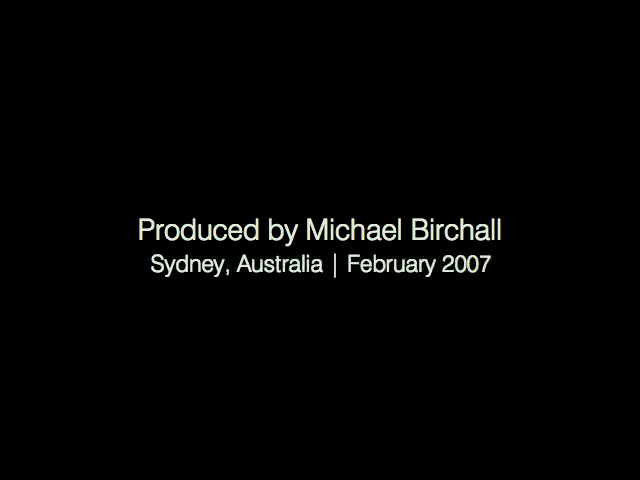 Produced by Michael Birchall
Sydney, Australia | February 2007